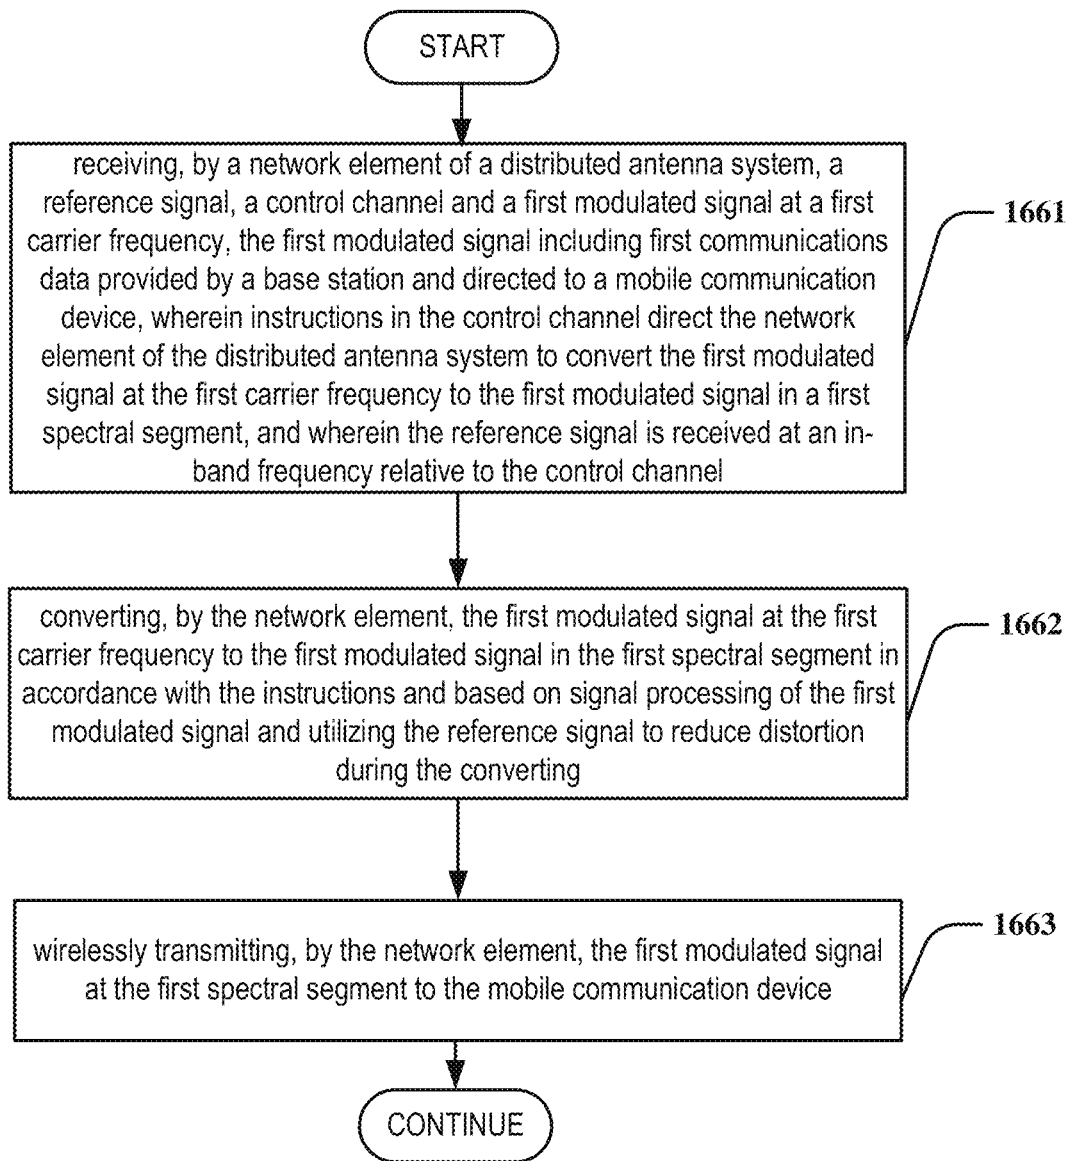 START
receiving, by a network element of a distributed antenna system, a
reference signal, a control channel and a first modulated signal at a first
carrier frequency, the first modulated signal including first communications
data provided by a base station and directed to a mobile communication
device, wherein instructions in the control channel direct the network
element of the distributed antenna system to convert the first modulated
signal at the first carrier frequency to the first modulated signal in a first
spectral segment, and wherein the reference signal is received at an in-
band frequency relative to the control channel
1661
converting, by the network element, the first modulated signal at the first
carrier frequency to the first modulated signal in the first spectral segment in
accordance with the instructions and based on signal processing of the first
modulated signal and utilizing the reference signal to reduce distortion
during the converting
1662
wirelessly transmitting, by the network element, the first modulated signal
at the first spectral segment to the mobile communication device
1663
CONTINUE